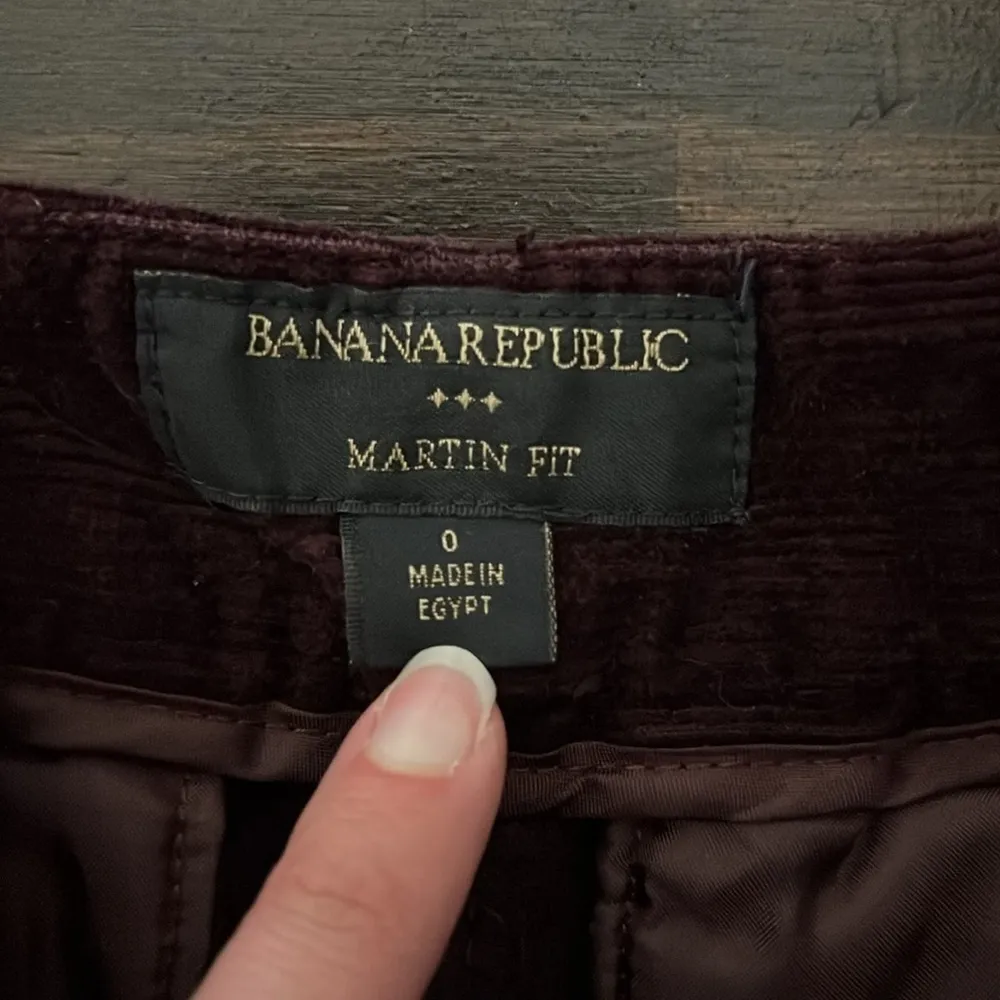 BANANA REPUBLIC
MARTIN FIT
0
MADE IN
EGYPT